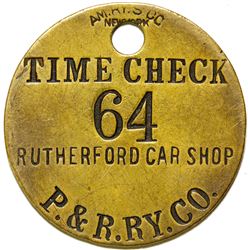 AM.RY.S CO
NEW YORK
TIME CHECK
64
RUTHERFORD CAR SHOP
P. & R. RY. CO.